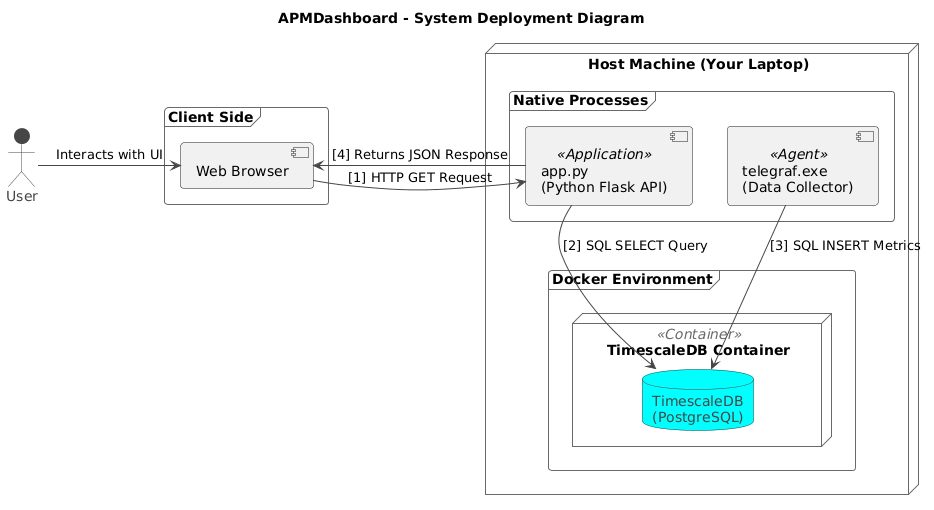 APMDashboard - System Deployment Diagram
Host Machine (Your Laptop)
Native Processes
Client Side
«Application»
app.py
(Python Flask API)
«Agent»
telegraf.exe
(Data Collector)
Interacts with UI
Web Browser
[4] Returns JSON Response
[1] HTTP GET Request
User
[2] SQL SELECT Query
[3] SQL INSERT Metrics
Docker Environment
«Container»
TimescaleDB Container
TimescaleDB
(PostgreSQL)